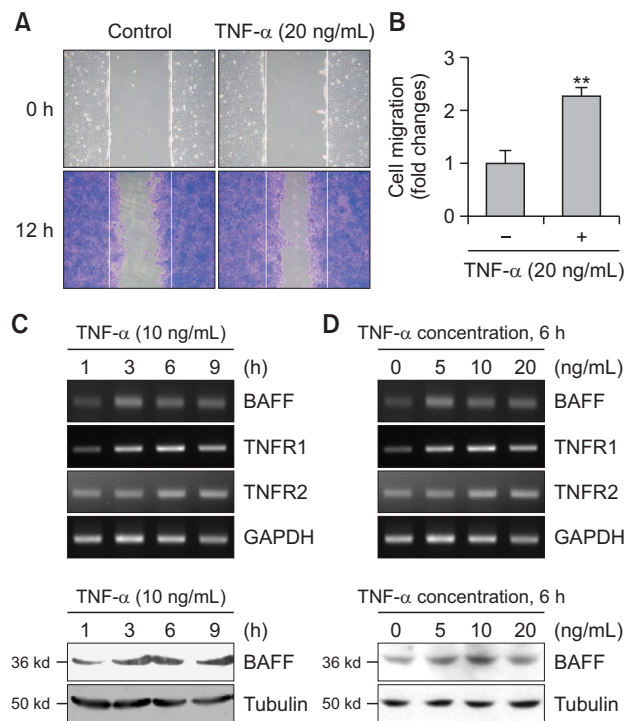 A
Control TNF-α (20 ng/mL)
0 h
12 h
B
Cell migration
(fold changes)
3
2
1
0
**
− +
TNF-α (20 ng/mL)
C
TNF-α (10 ng/mL)
1 3 6 9 (h)
BAFF
TNFR1
TNFR2
GAPDH
TNF-α (10 ng/mL)
1 3 6 9 (h)
36 kd BAFF
50 kd Tubulin
D
TNF-α concentration, 6 h
0 5 10 20 (ng/mL)
BAFF
TNFR1
TNFR2
GAPDH
TNF-α concentration, 6 h
0 5 10 20 (ng/mL)
36 kd BAFF
50 kd Tubulin